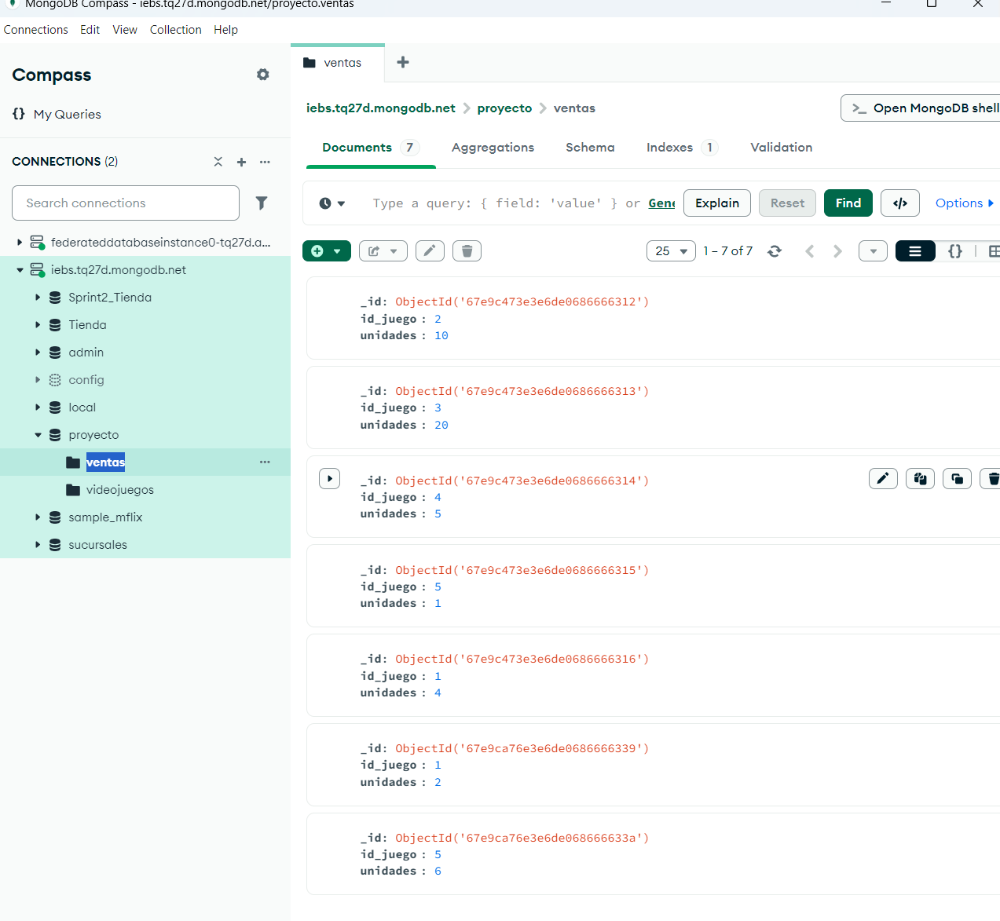 MongoDB Compass - iebs.tq27d.mongodb.net/proyecto.ventas
Connections Edit View Collection Help
Compass
{} My Queries
CONNECTIONS (2)
Search connections
federateddatabaseinstance0-tq27d.a...
iebs.tq27d.mongodb.net
Sprint2_Tienda
Tienda
admin
config
local
proyecto
ventas
videojuegos
sample_mflix
sucursales
ventas
iebs.tq27d.mongodb.net > proyecto > ventas
>_ Open MongoDB shell
Documents 7 Aggregations Schema Indexes 1 Validation
Type a query: { field: 'value' } or Gene Explain Reset Find </> Options
25 1 – 7 of 7 {}
_id: ObjectId('67e9c473e3e6de0686666312')
id_juego : 2
unidades : 10
_id: ObjectId('67e9c473e3e6de0686666313')
id_juego : 3
unidades : 20
_id: ObjectId('67e9c473e3e6de0686666314')
id_juego : 4
unidades : 5
_id: ObjectId('67e9c473e3e6de0686666315')
id_juego : 5
unidades : 1
_id: ObjectId('67e9c473e3e6de0686666316')
id_juego : 1
unidades : 4
_id: ObjectId('67e9ca76e3e6de0686666339')
id_juego : 1
unidades : 2
_id: ObjectId('67e9ca76e3e6de068666633a')
id_juego : 5
unidades : 6